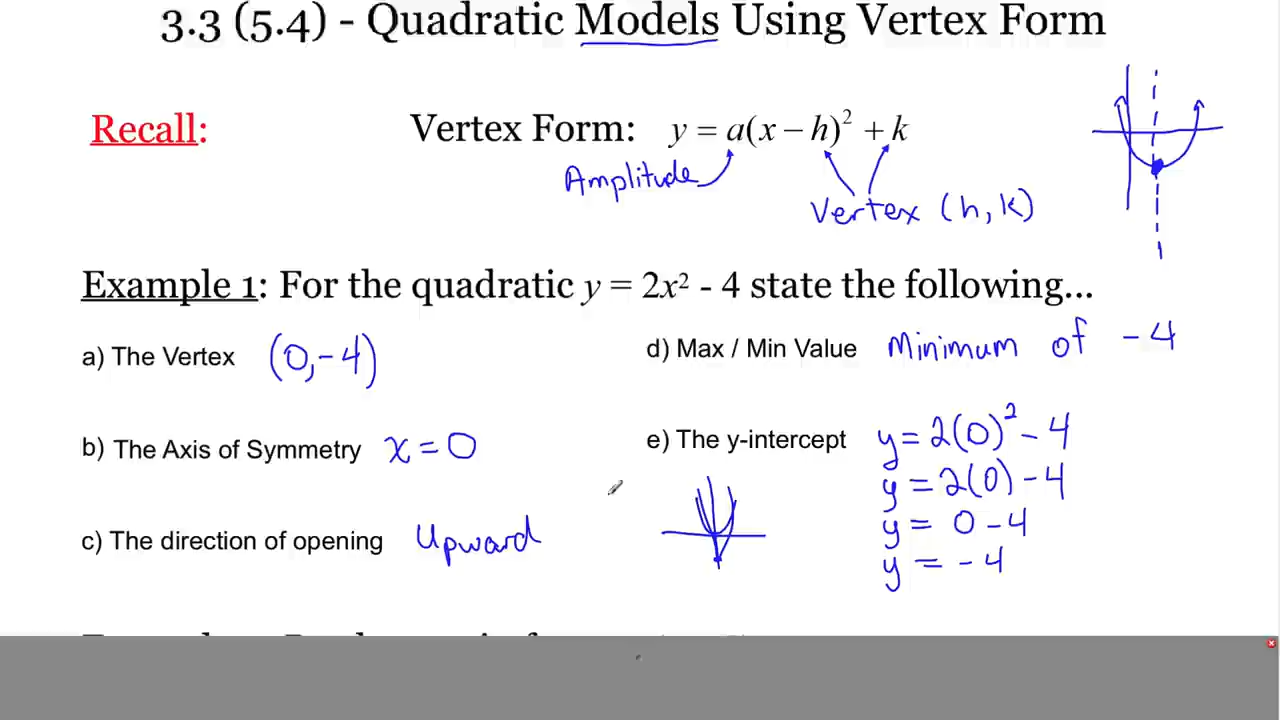 3.3 (5.4) - Quadratic Models Using Vertex Form
Recall:
Vertex Form: y = a(x − h)² + k
Amplitude
Vertex (h, k)
Example 1: For the quadratic y = 2x² - 4 state the following...
a) The Vertex (0, -4)
b) The Axis of Symmetry x = 0
c) The direction of opening Upward
d) Max / Min Value Minimum of -4
e) The y-intercept y = 2(0)² - 4
y = 2(0) - 4
y = 0 - 4
y = -4